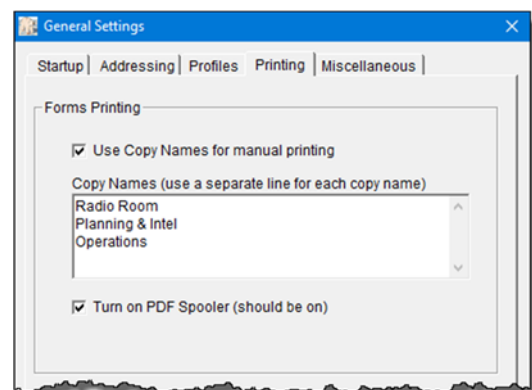 General Settings
Startup Addressing Profiles Printing Miscellaneous
Forms Printing
Use Copy Names for manual printing
Copy Names (use a separate line for each copy name)
Radio Room
Planning & Intel
Operations
Turn on PDF Spooler (should be on)